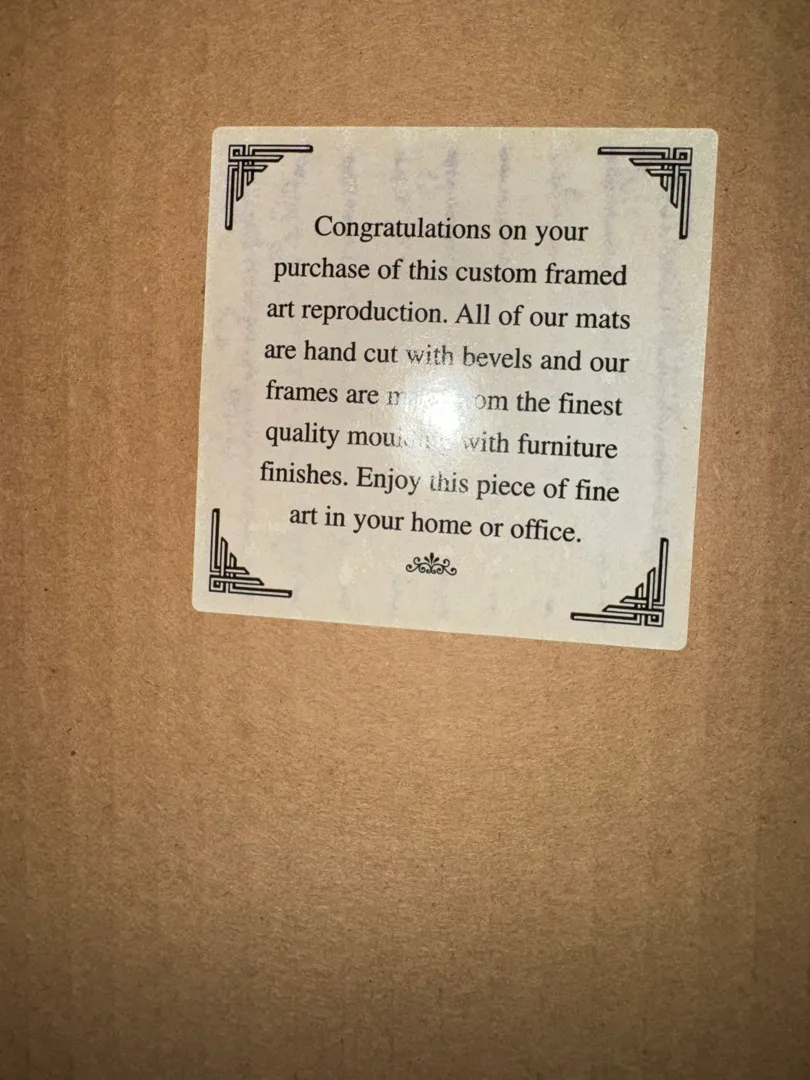 Congratulations on your
purchase of this custom framed
art reproduction. All of our mats
are hand cut with bevels and our
frames are the finest
quality with furniture
finishes. Enjoy this piece of fine
art in your home or office.